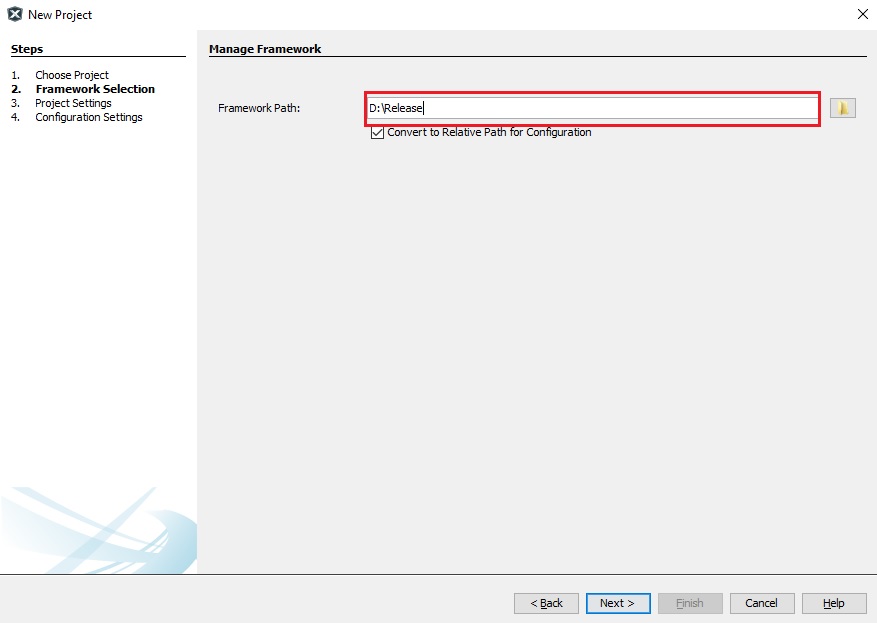 New Project
Steps
1. Choose Project
2. Framework Selection
3. Project Settings
4. Configuration Settings
Manage Framework
Framework Path: D:\Release
Convert to Relative Path for Configuration
< Back Next > Finish Cancel Help